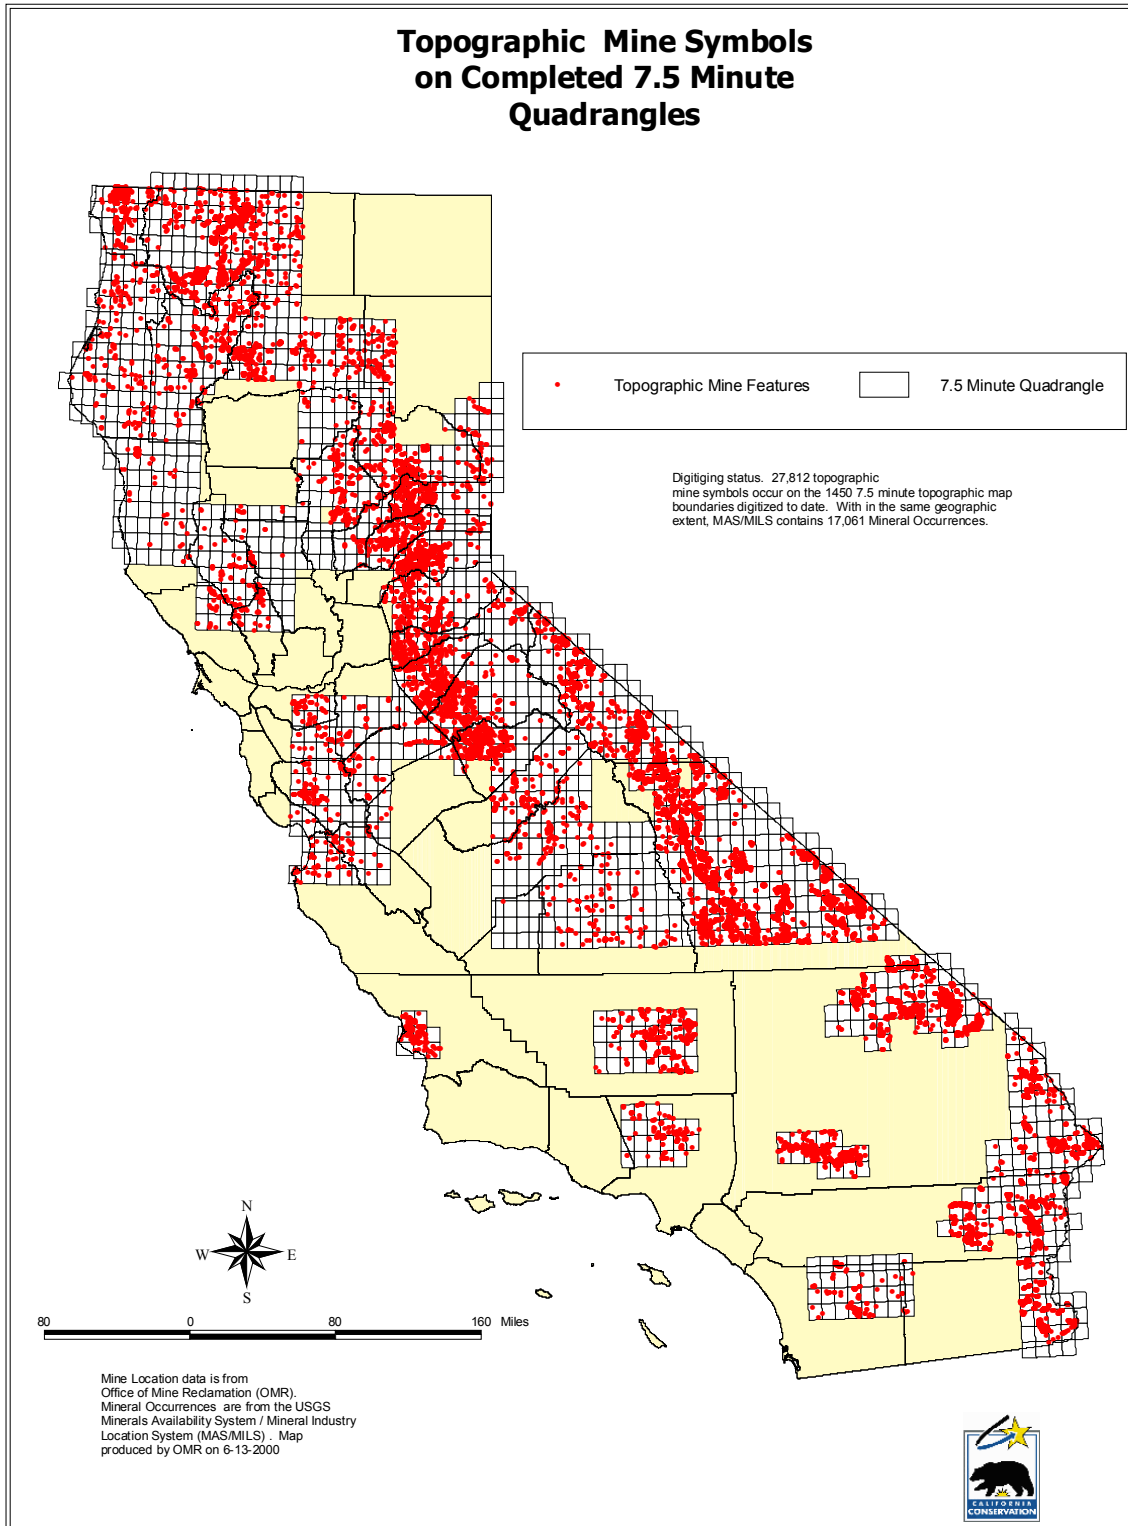 Topographic Mine Symbols
on Completed 7.5 Minute
Quadrangles
Topographic Mine Features
7.5 Minute Quadrangle
Digitiging status. 27,812 topographic
mine symbols occur on the 1450 7.5 minute topographic map
boundaries digitized to date. With in the same geographic
extent, MAS/MILS contains 17,061 Mineral Occurrences.
N
W
E
S
80 0 80 160 Miles
Mine Location data is from
Office of Mine Reclamation (OMR).
Mineral Occurrences are from the USGS
Minerals Availability System / Mineral Industry
Location System (MAS/MILS) . Map
produced by OMR on 6-13-2000
CALIFORNIA
CONSERVATION